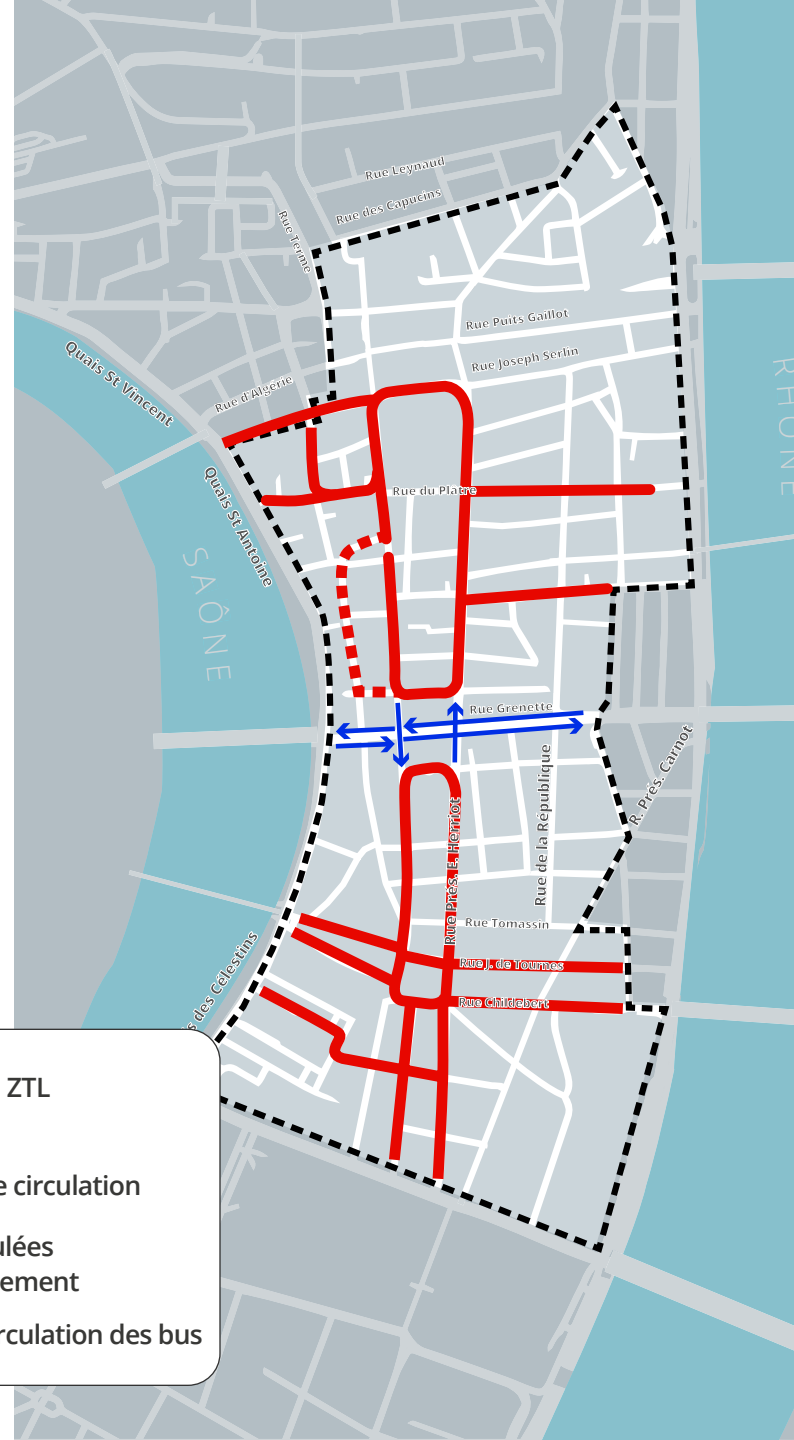 Rue Leynaud
Rue des Capucins
Rue Terme
Rue Puits Gaillot
Quais St Vincent
Rue Joseph Serlin
Rue d'Algérie
RHÔNE
Quais St Antoine
Rue du Platre
SAÔNE
Rue Grenette
R. Prés. Carnot
Rue de la République
Rue Prés. E. Herriot
Rue Tomassin
s des Célestins
Rue J. de Tournes
Rue Childebert
ZTL
e circulation
ulées
ement
rculation des bus